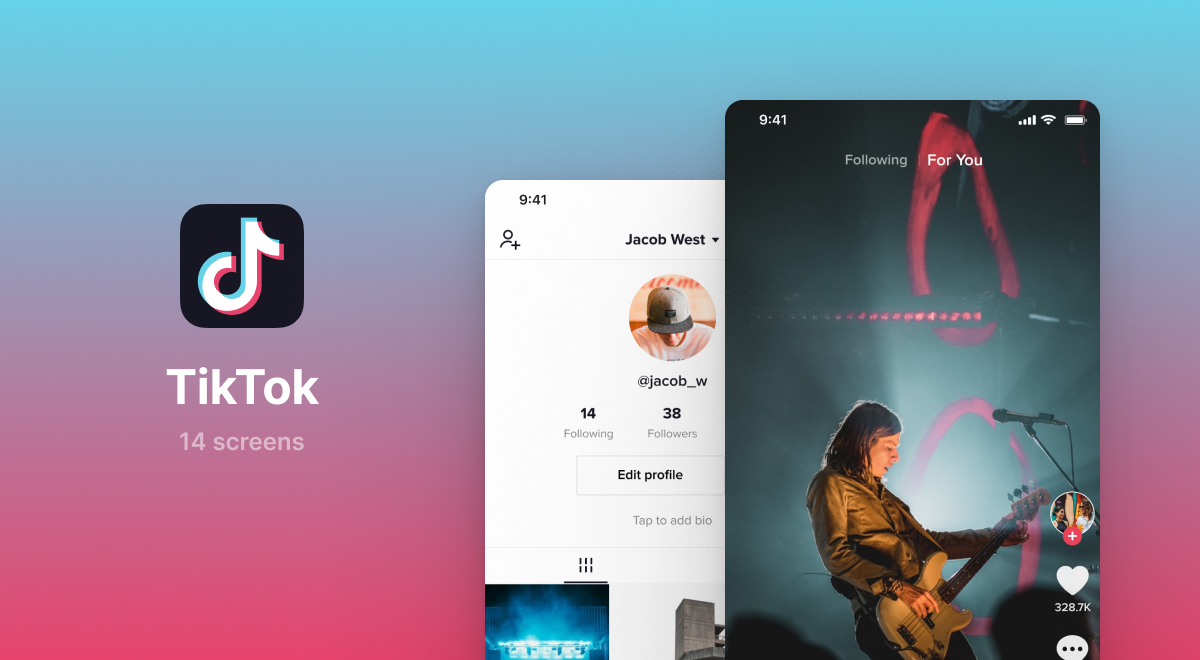 TikTok
14 screens
9:41
Jacob West
@jacob_w
14
38
Following
Followers
Edit profile
Tap to add bio
9:41
Following
For You
328.7K